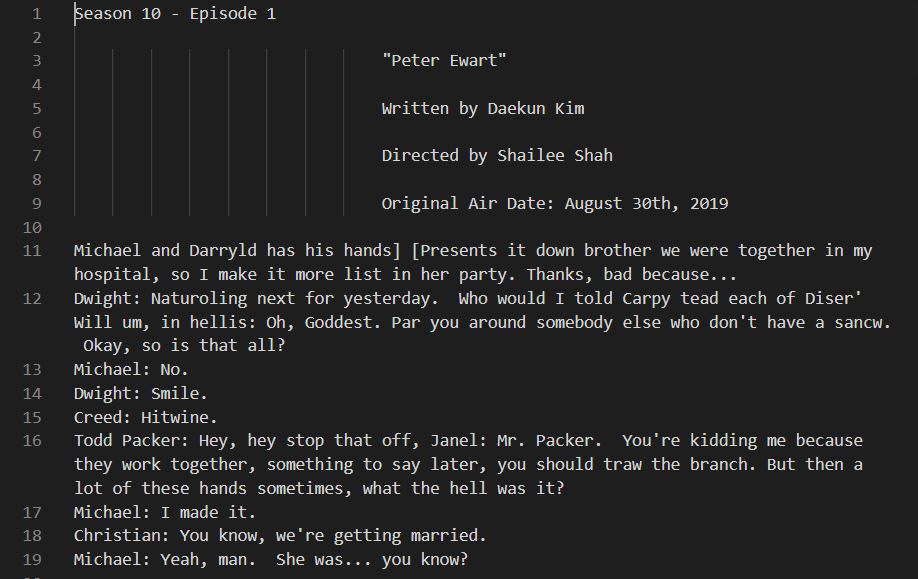 1 Season 10 - Episode 1
2
3 "Peter Ewart"
4
5 Written by Daekun Kim
6
7 Directed by Shailee Shah
8
9 Original Air Date: August 30th, 2019
10
11 Michael and Darryld has his hands] [Presents it down brother we were together in my
hospital, so I make it more list in her party. Thanks, bad because...
12 Dwight: Naturoling next for yesterday.  Who would I told Carpy tead each of Diser'
Will um, in hellis: Oh, Goddest. Par you around somebody else who don't have a sancw.
Okay, so is that all?
13 Michael: No.
14 Dwight: Smile.
15 Creed: Hitwine.
16 Todd Packer: Hey, hey stop that off, Janel: Mr. Packer.  You're kidding me because
they work together, something to say later, you should traw the branch. But then a
lot of these hands sometimes, what the hell was it?
17 Michael: I made it.
18 Christian: You know, we're getting married.
19 Michael: Yeah, man.  She was... you know?